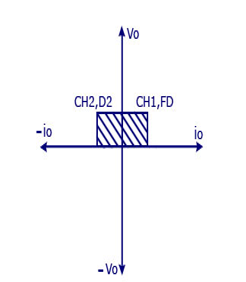 Vo
CH2,D2 CH1,FD
-io io
-Vo